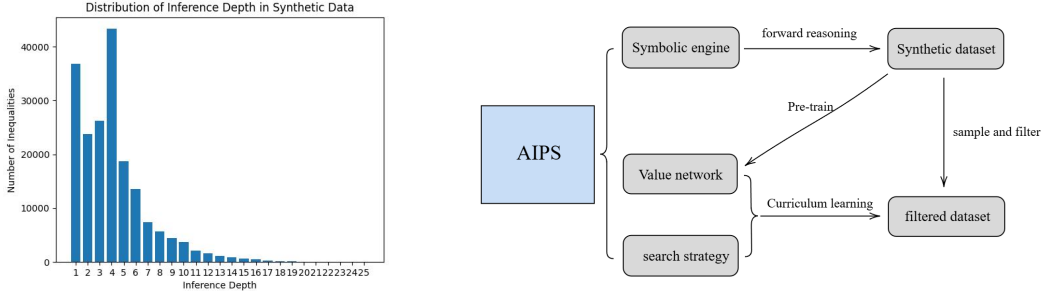 Distribution of Inference Depth in Synthetic Data
Number of Inequalities
40000
30000
20000
10000
0
1 2 3 4 5 6 7 8 9 10 11 12 13 14 15 16 17 18 19 20 21 22 23 24 25
Inference Depth
AIPS
Symbolic engine
forward reasoning
Synthetic dataset
Pre-train
sample and filter
Value network
Curriculum learning
filtered dataset
search strategy